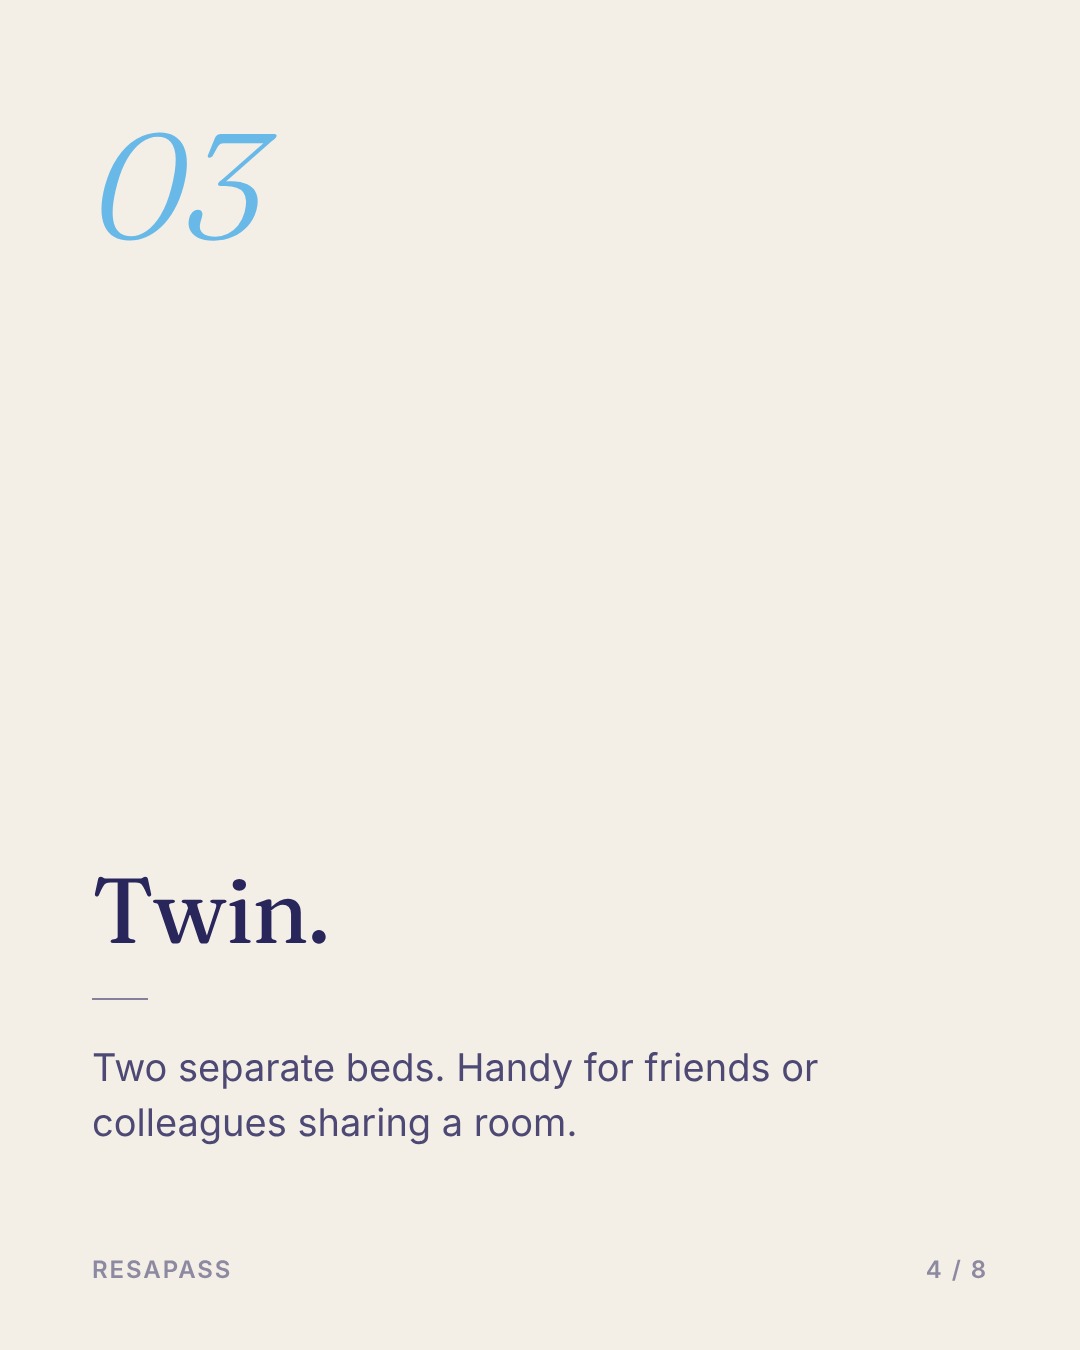 03
Twin.
Two separate beds. Handy for friends or
colleagues sharing a room.
RESAPASS
4 / 8